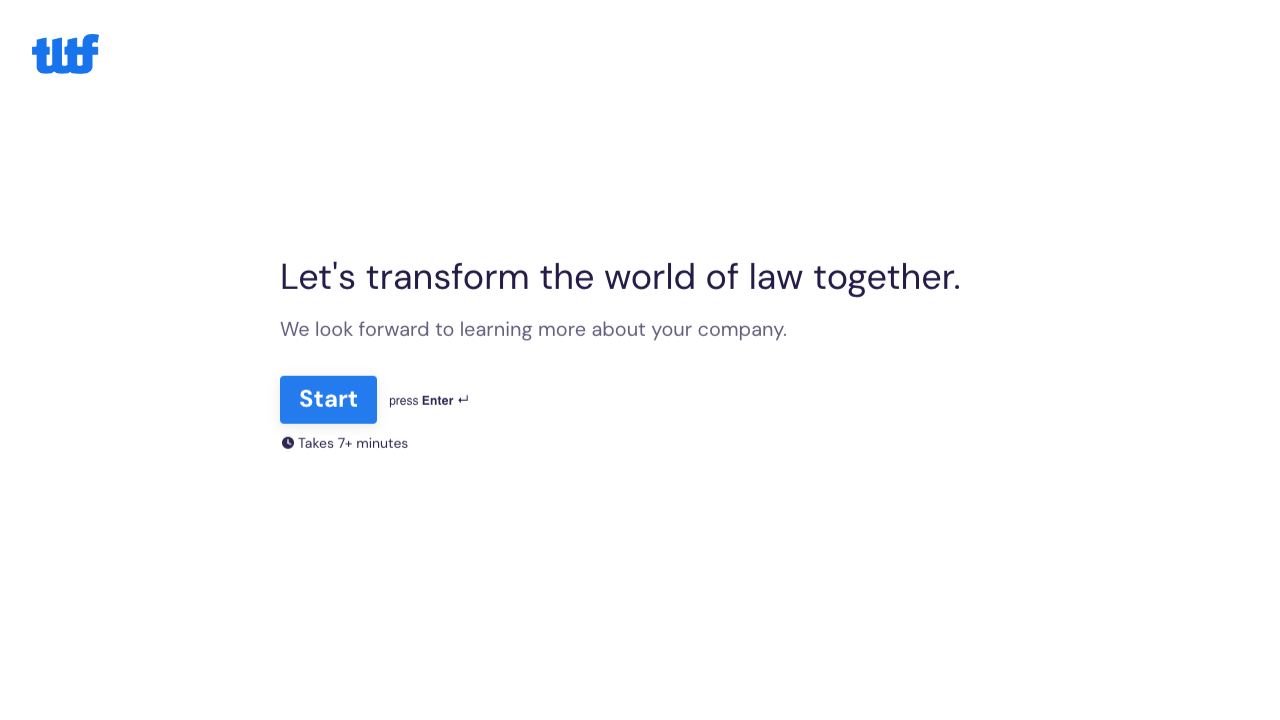 tltf
Let's transform the world of law together.
We look forward to learning more about your company.
Start
press Enter ↵
Takes 7+ minutes